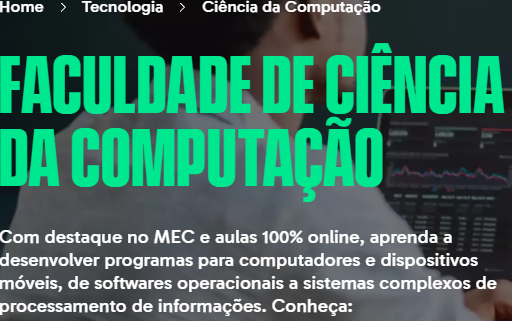 Home > Tecnologia > Ciência da Computação
FACULDADE DE CIÊNCIA
DA COMPUTAÇÃO
Com destaque no MEC e aulas 100% online, aprenda a
desenvolver programas para computadores e dispositivos
móveis, de softwares operacionais a sistemas complexos de
processamento de informações. Conheça: